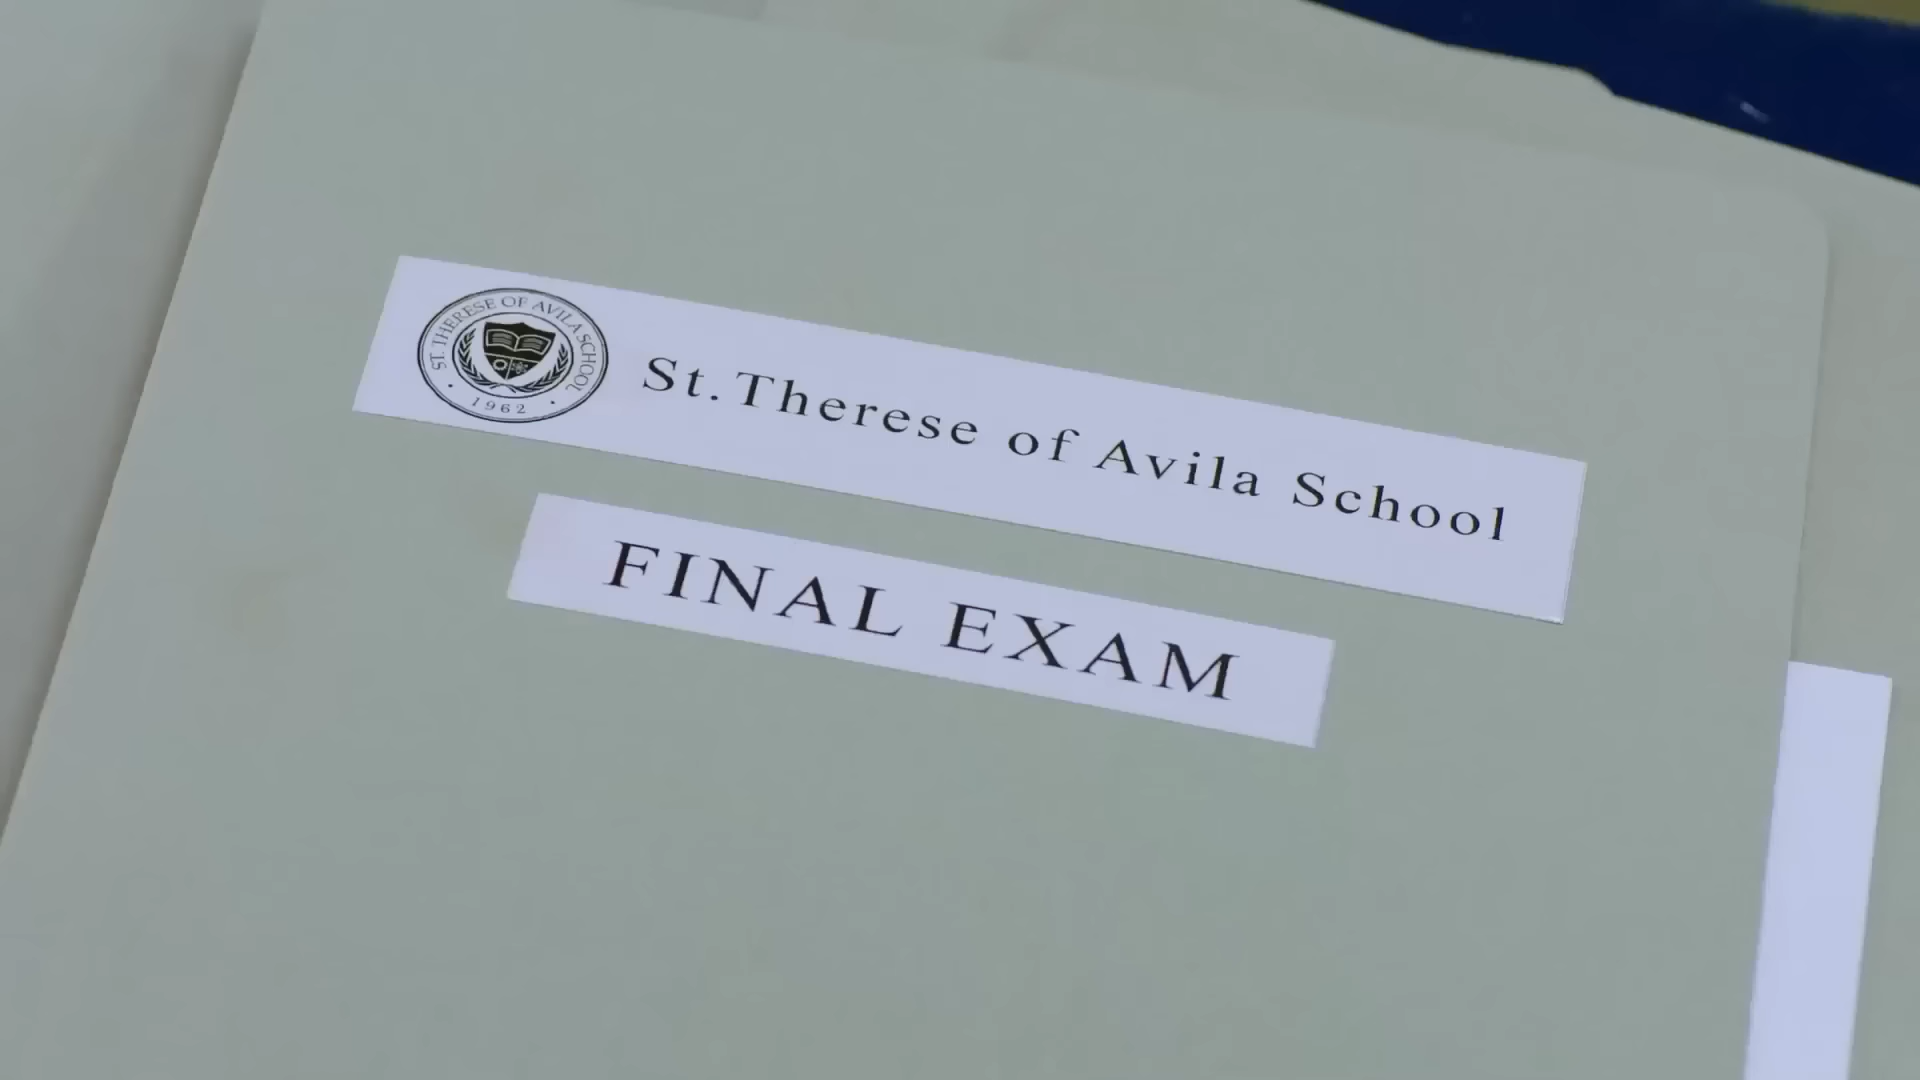 ST. THERESE OF AVILA SCHOOL
1962
St. Therese of Avila School
FINAL EXAM